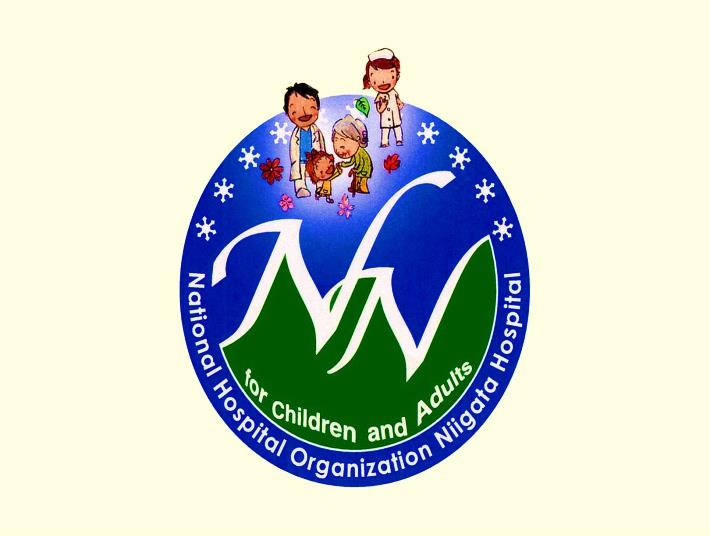 NN
for Children and Adults
National Hospital Organization Niigata Hospital